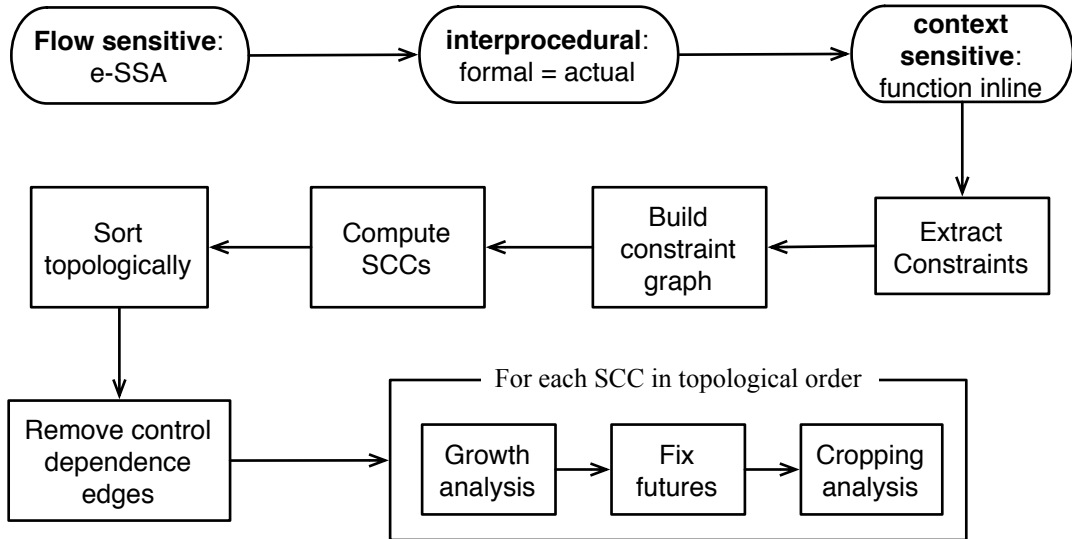 Flow sensitive:
e-SSA
interprocedural:
formal = actual
context
sensitive:
function inline
Extract
Constraints
Build
constraint
graph
Compute
SCCs
Sort
topologically
Remove control
dependence
edges
For each SCC in topological order
Growth
analysis
Fix
futures
Cropping
analysis